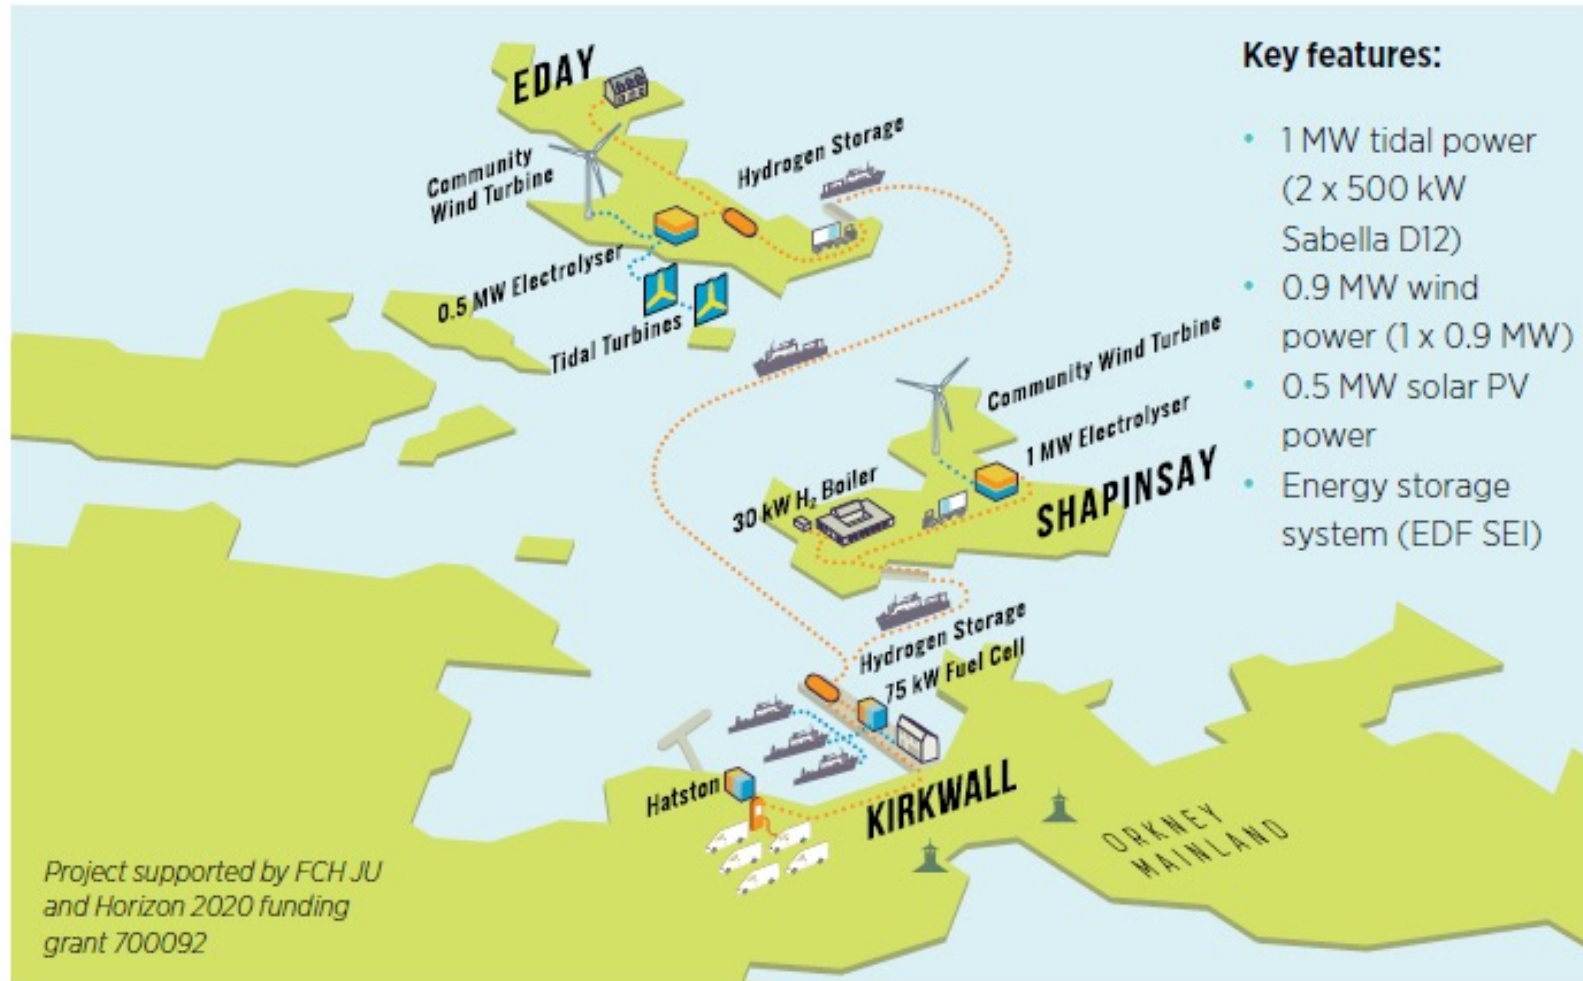 EDAY
Community
Wind Turbine
Hydrogen Storage
0.5 MW Electrolyser
Tidal Turbines
Community Wind Turbine
1 MW Electrolyser
30 kW H₂ Boiler
SHAPINSAY
Hydrogen Storage
75 kW Fuel Cell
Hatston
KIRKWALL
ORKNEY
MAINLAND
Project supported by FCH JU
and Horizon 2020 funding
grant 700092
Key features:
• 1 MW tidal power
(2 x 500 kW
Sabella D12)
• 0.9 MW wind
power (1 x 0.9 MW)
• 0.5 MW solar PV
power
• Energy storage
system (EDF SEI)